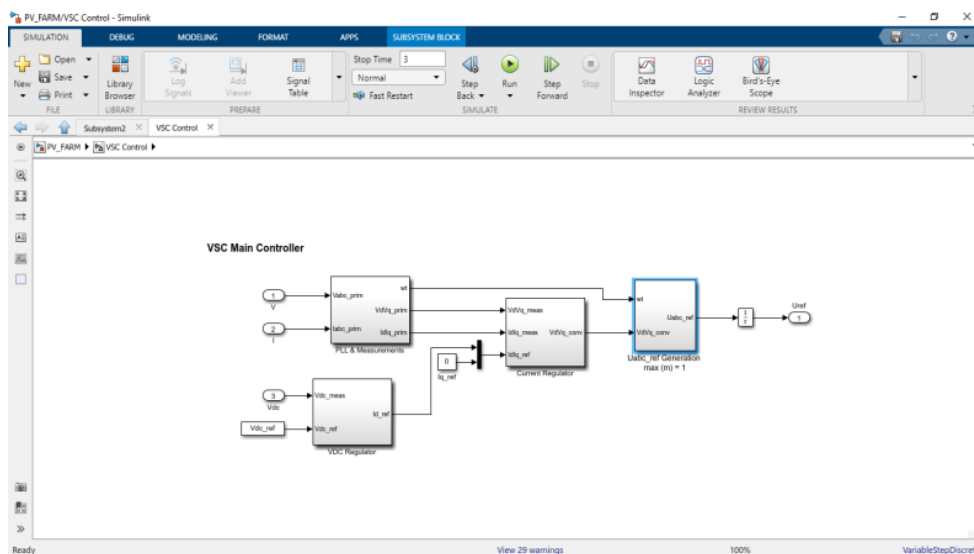 PV_FARM/VSC Control - Simulink
SIMULATION DEBUG MODELING FORMAT APPS SUBSYSTEM BLOCK
New
Open
Save
Print
FILE
Library
Browser
LIBRARY
Log
Signals
Add
Viewer
Signal
Table
PREPARE
Stop Time 3
Normal
Fast Restart
Step
Back
Run
Step
Forward
Stop
SIMULATE
Data
Inspector
Logic
Analyzer
Bird's-Eye
Scope
REVIEW RESULTS
Subsystem2 VSC Control
PV_FARM VSC Control
VSC Main Controller
1
V
2
I
Vabc_prim
Iabc_prim
wt
VdVq_prim
IdIq_prim
PLL & Measurements
0
Iq_ref
VdVq_meas
IdIq_meas
IdIq_ref
VdVq_conv
Current Regulator
wt
VdVq_conv
Uabc_ref
Uabc_ref Generation
max (m) = 1
1
z
Uref
1
3
Vdc
Vdc_ref
Vdc_meas
Vdc_ref
Id_ref
VDC Regulator
Ready View 29 warnings 100% VariableStepDiscre